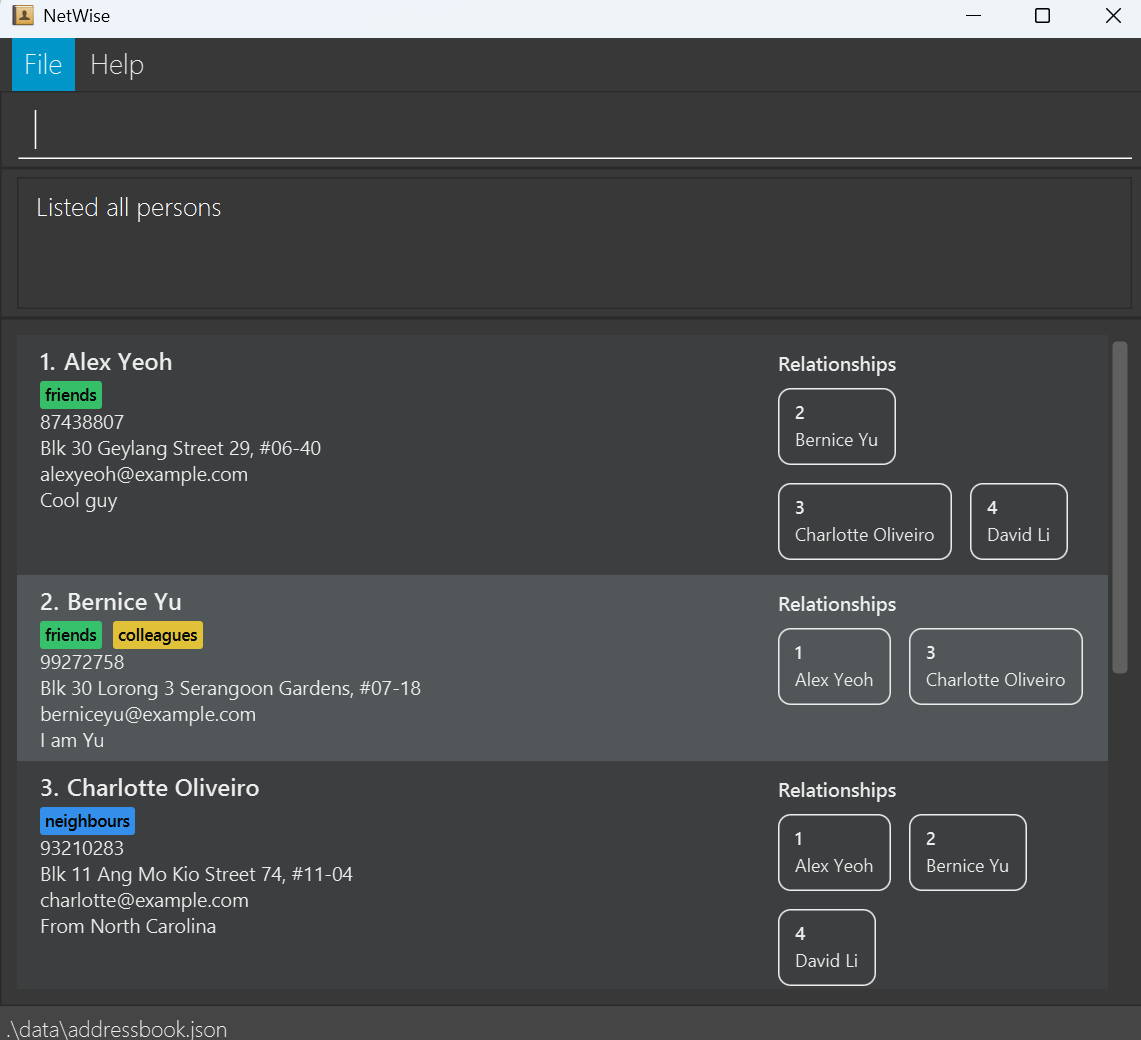 NetWise
File Help
Listed all persons
1. Alex Yeoh
friends
87438807
Blk 30 Geylang Street 29, #06-40
alexyeoh@example.com
Cool guy
Relationships
2
Bernice Yu
3
Charlotte Oliveiro
4
David Li
2. Bernice Yu
friends colleagues
99272758
Blk 30 Lorong 3 Serangoon Gardens, #07-18
berniceyu@example.com
I am Yu
Relationships
1
Alex Yeoh
3
Charlotte Oliveiro
3. Charlotte Oliveiro
neighbours
93210283
Blk 11 Ang Mo Kio Street 74, #11-04
charlotte@example.com
From North Carolina
Relationships
1
Alex Yeoh
2
Bernice Yu
4
David Li
.\data\addressbook.json